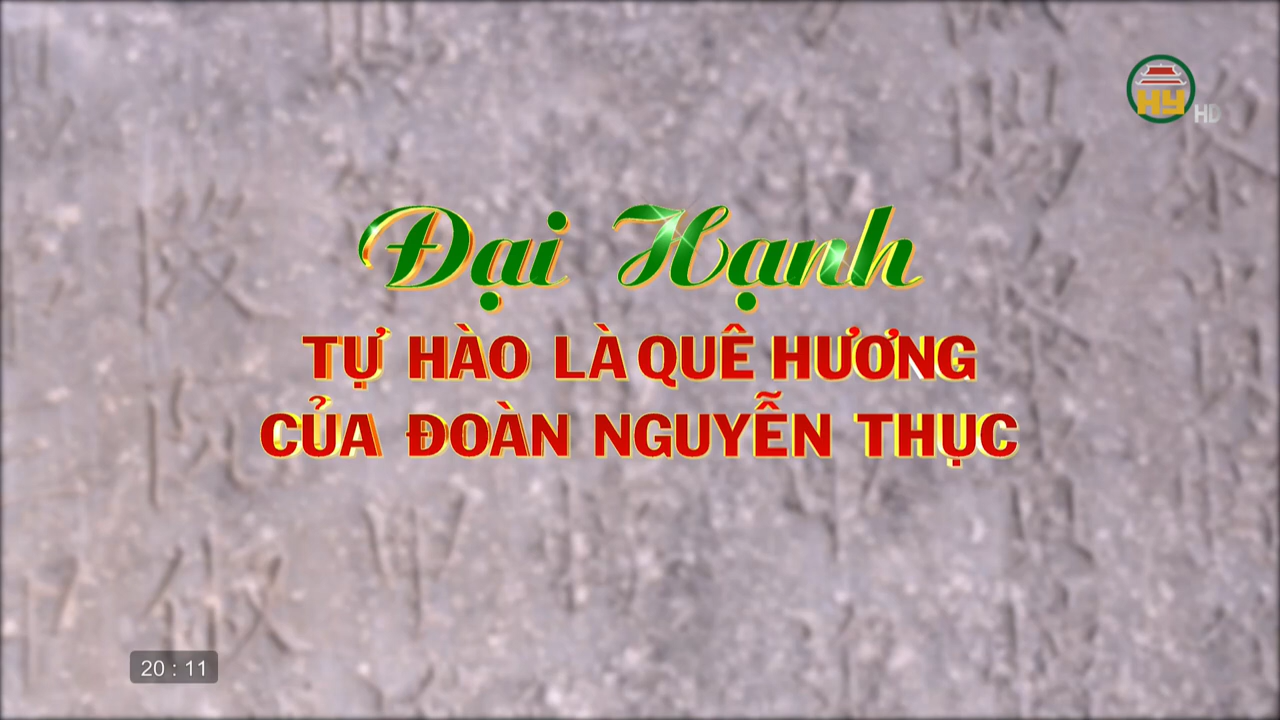 HY HD
Đại Hạnh
TỰ HÀO LÀ QUÊ HƯƠNG
CỦA ĐOÀN NGUYỄN THỤC
20 : 11